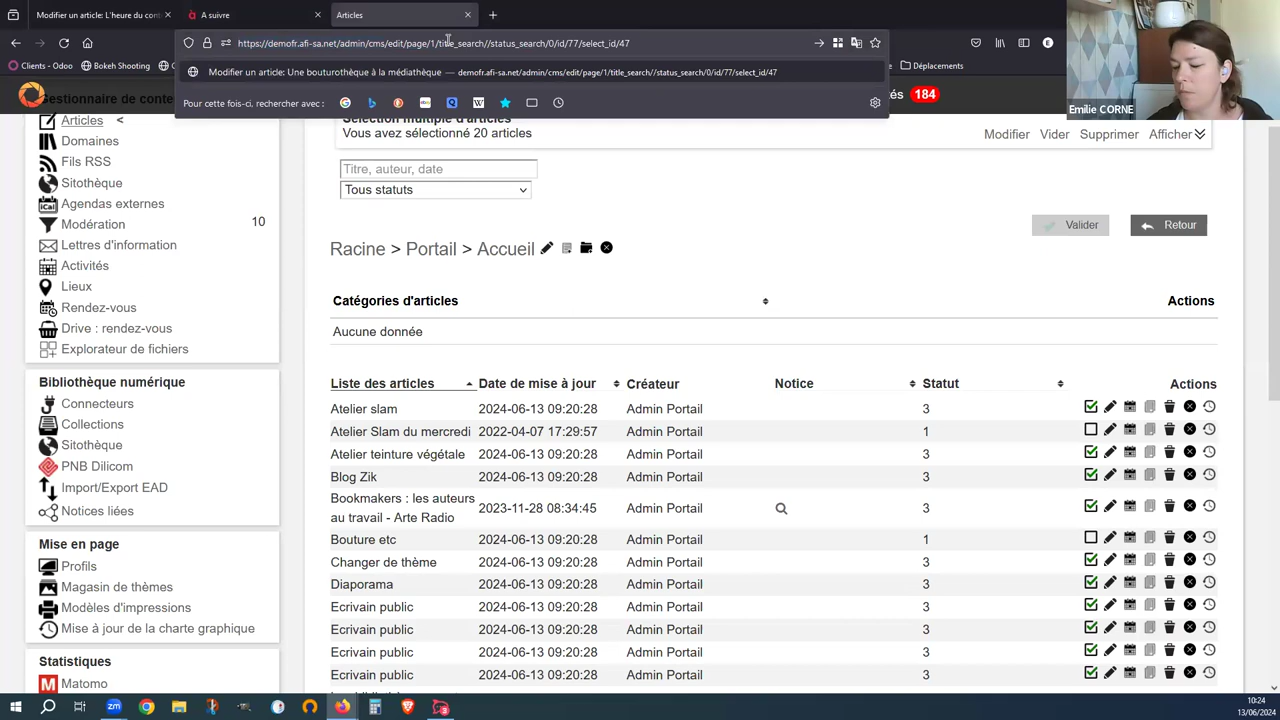 Modifier un article: L'heure du cont
A suivre
Articles
https://demofr.afi-sa.net/admin/cms/edit/page/1/title_search//status_search/0/id/77/select_id/47
Clients - Odoo
Bokeh Shooting
Déplacements
Modifier un article: Une bouturothèque à la médiathèque — demofr.afi-sa.net/admin/cms/edit/page/1/title_search//status_search/0/id/77/select_id/47
Pour cette fois-ci, rechercher avec :
184
Emilie CORNE
Gestionnaire de conte
Articles <
Domaines
Fils RSS
Sitothèque
Agendas externes
Modération 10
Lettres d'information
Activités
Lieux
Rendez-vous
Drive : rendez-vous
Explorateur de fichiers
Bibliothèque numérique
Connecteurs
Collections
Sitothèque
PNB Dilicom
Import/Export EAD
Notices liées
Mise en page
Profils
Magasin de thèmes
Modèles d'impressions
Mise à jour de la charte graphique
Statistiques
Matomo
Sélection multiple d'articles
Vous avez sélectionné 20 articles
Modifier Vider Supprimer Afficher
Titre, auteur, date
Tous statuts
Valider Retour
Racine > Portail > Accueil
Catégories d'articles Actions
Aucune donnée
Liste des articles Date de mise à jour Créateur Notice Statut Actions
Atelier slam 2024-06-13 09:20:28 Admin Portail 3
Atelier Slam du mercredi 2022-04-07 17:29:57 Admin Portail 1
Atelier teinture végétale 2024-06-13 09:20:28 Admin Portail 3
Blog Zik 2024-06-13 09:20:28 Admin Portail 3
Bookmakers : les auteurs
au travail - Arte Radio 2023-11-28 08:34:45 Admin Portail 3
Bouture etc 2024-06-13 09:20:28 Admin Portail 1
Changer de thème 2024-06-13 09:20:28 Admin Portail 3
Diaporama 2024-06-13 09:20:28 Admin Portail 3
Ecrivain public 2024-06-13 09:20:28 Admin Portail 3
Ecrivain public 2024-06-13 09:20:28 Admin Portail 3
Ecrivain public 2024-06-13 09:20:28 Admin Portail 3
Ecrivain public 2024-06-13 09:20:28 Admin Portail 3
10:24
13/06/2024